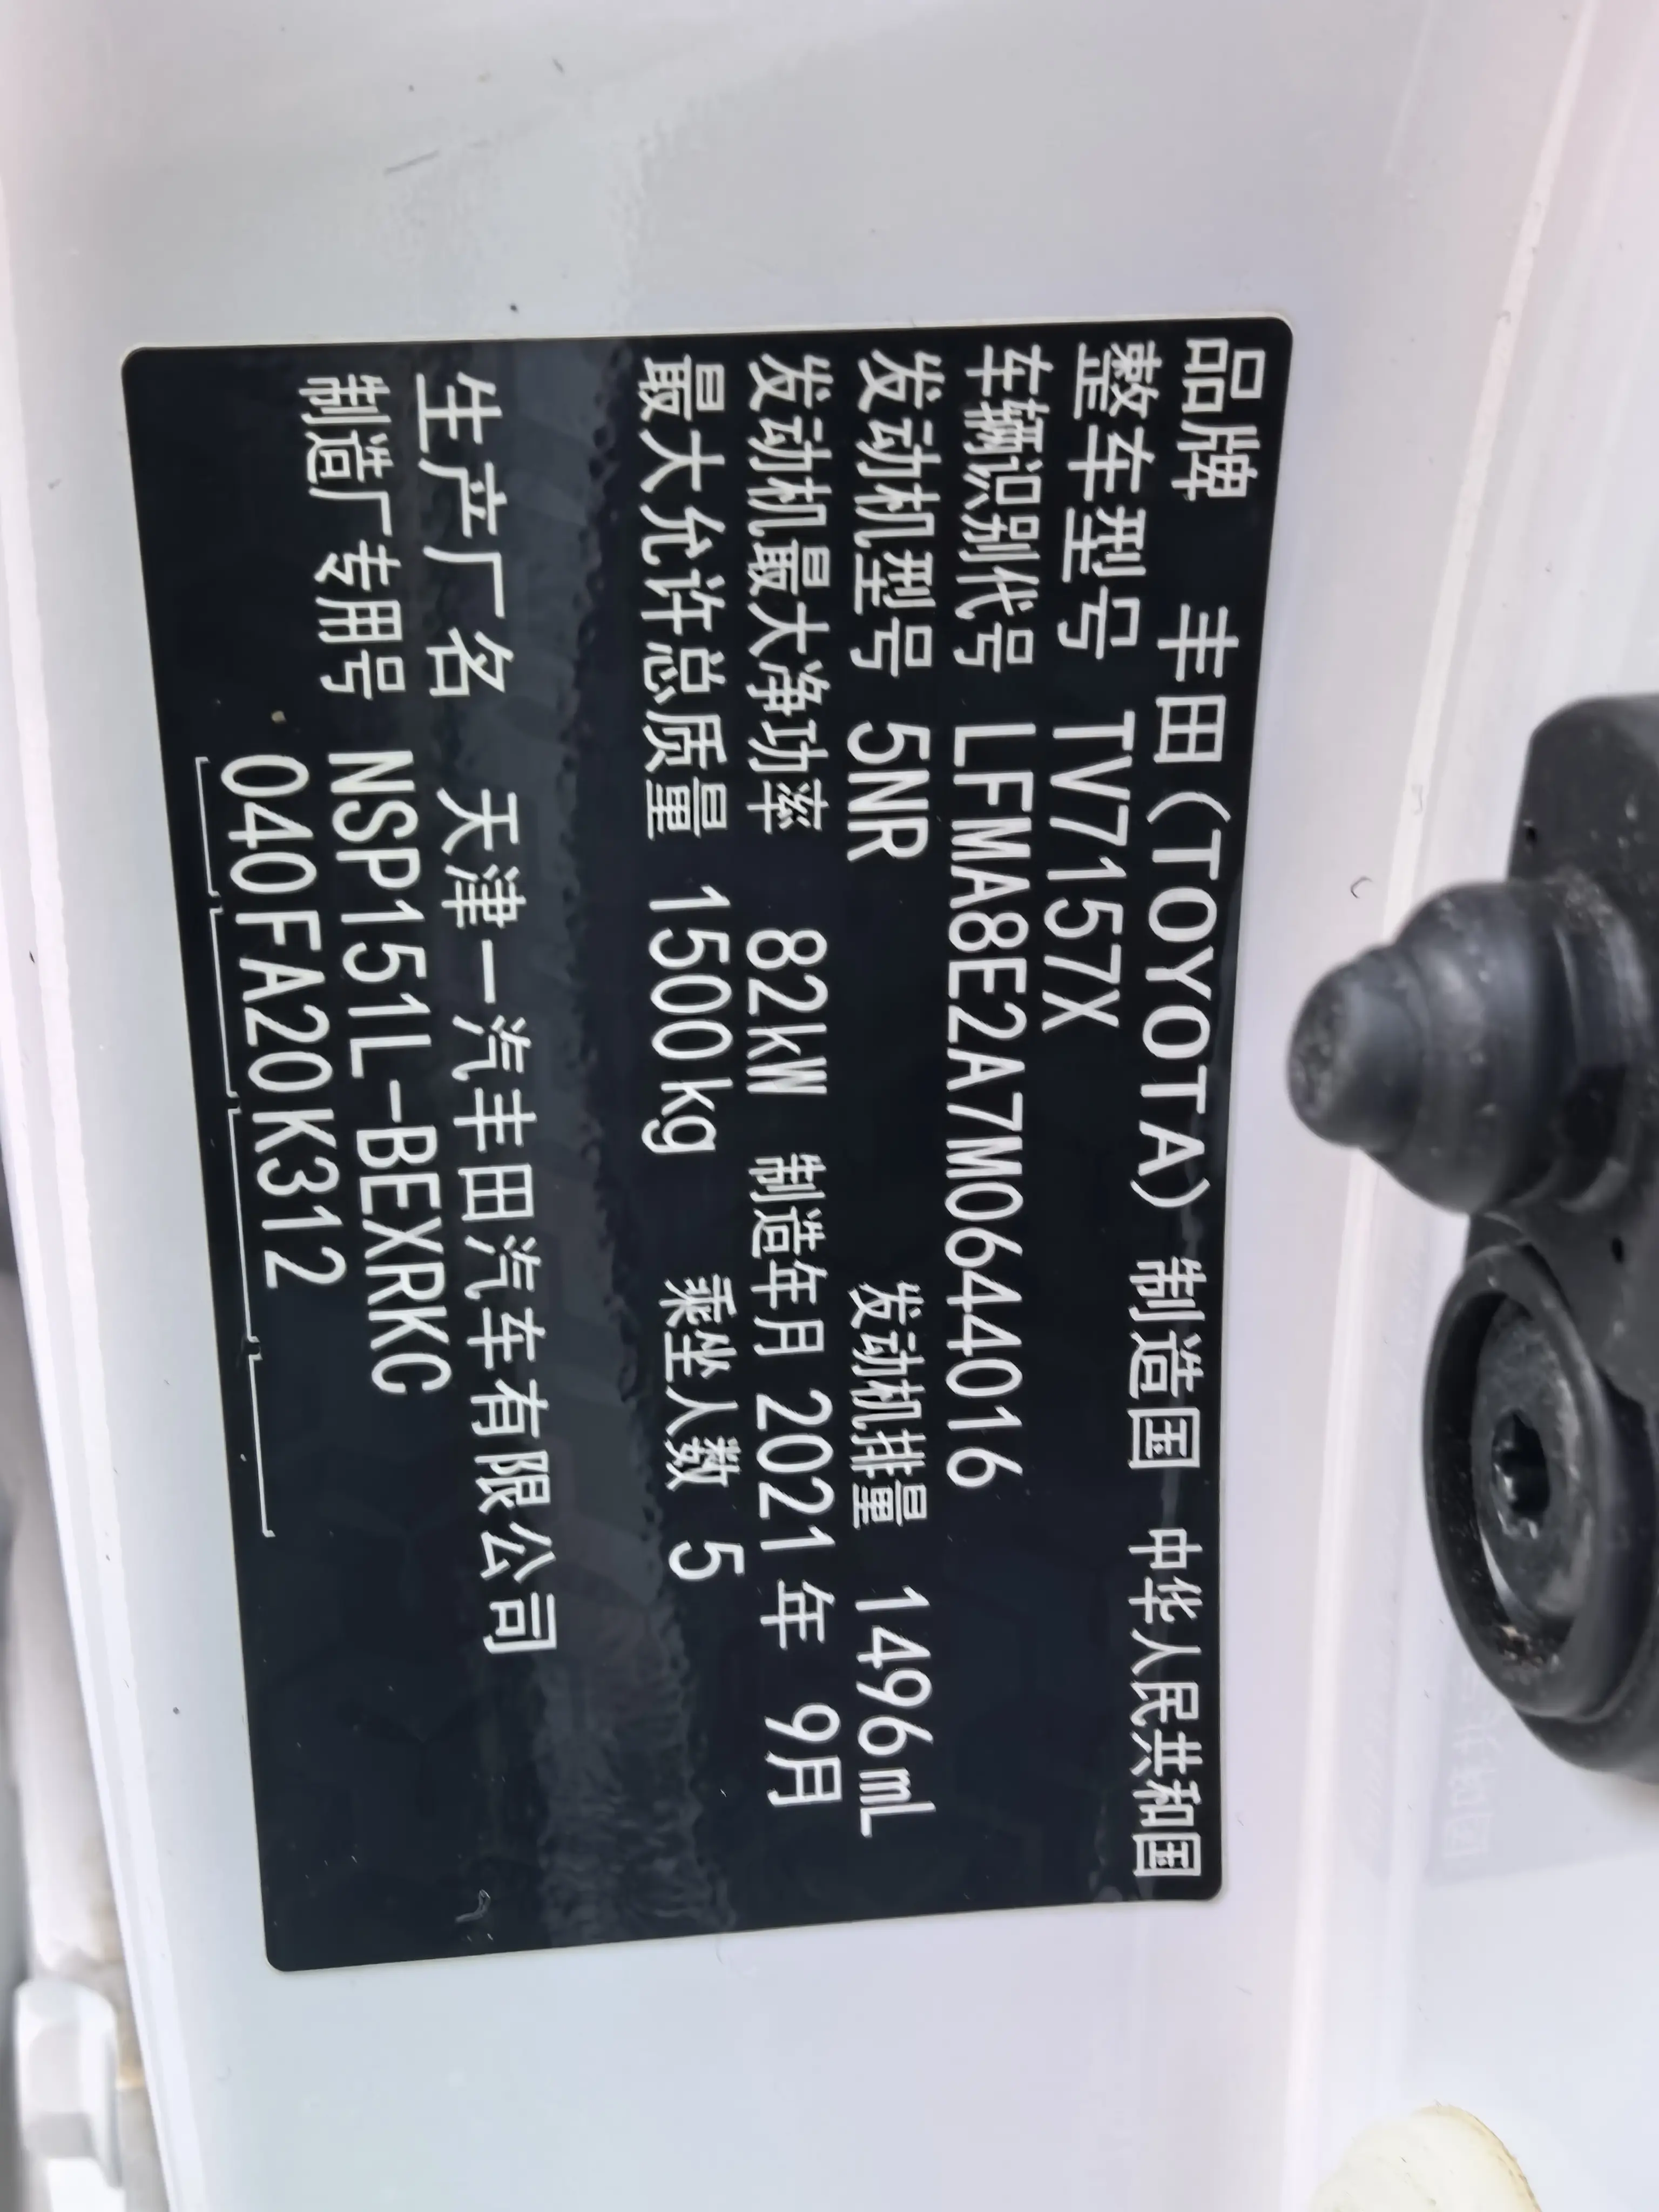 品牌 丰田(TOYOTA) 制造国 中华人民共和国
整车型号 TV7157X
车辆识别代号 LFMA8E2A7M0644016
发动机型号 5NR 发动机排量 1496mL
发动机最大净功率 82kW 制造年月 2021年 9月
最大允许总质量 1500kg 乘坐人数 5
生产厂名 天津一汽丰田汽车有限公司
制造厂专用号 NSP151L-BEXRKC
040FA20K312